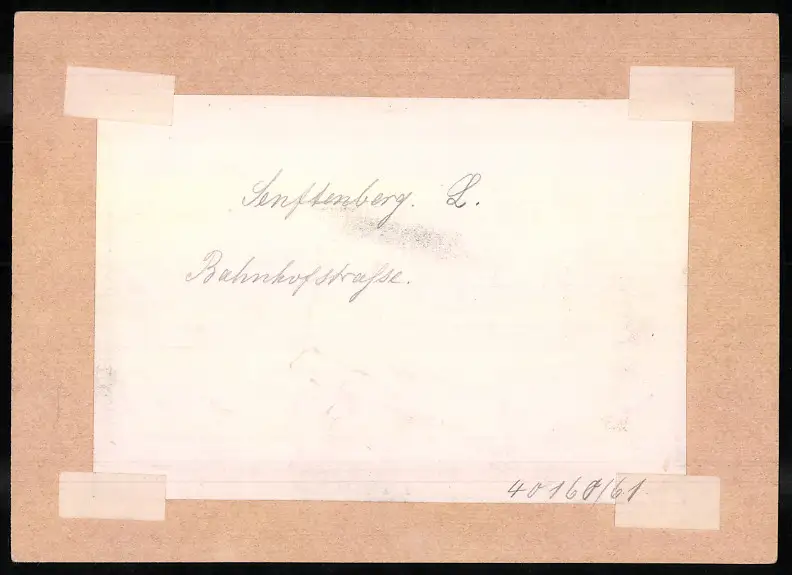 Senftenberg. L.
Bahnhofstraſse.
40160/61